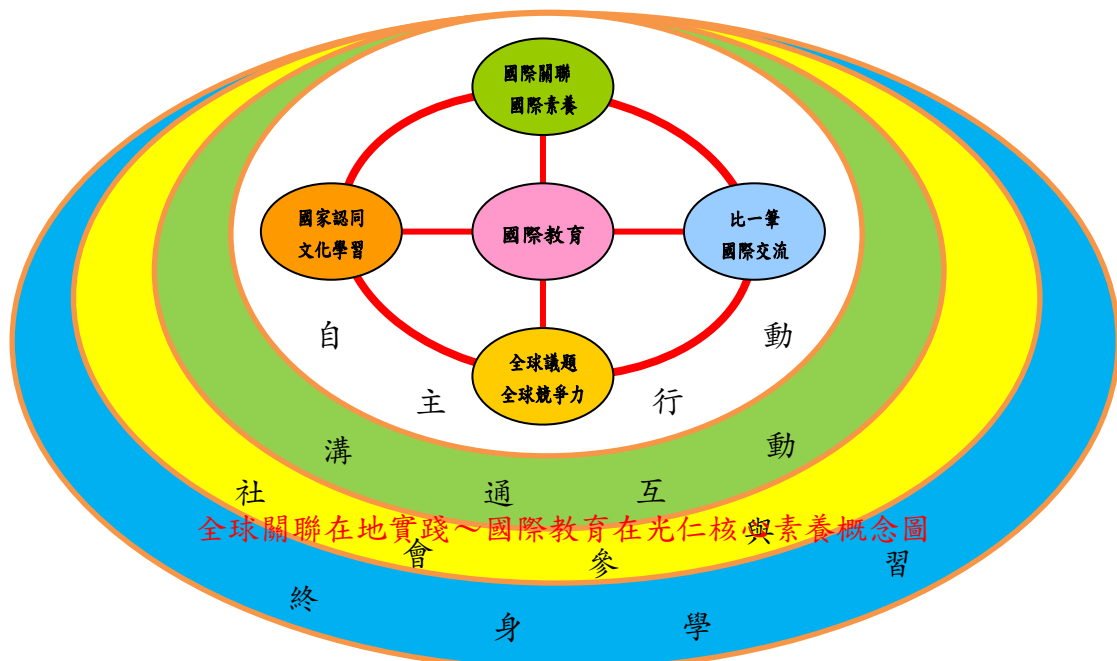 國際關聯
國際素養
國家認同
文化學習
國際教育
比一筆
國際交流
全球議題
全球競爭力
自主行動
溝通互動
社會參與
全球關聯在地實踐～國際教育在光仁核心素養概念圖
終身學習